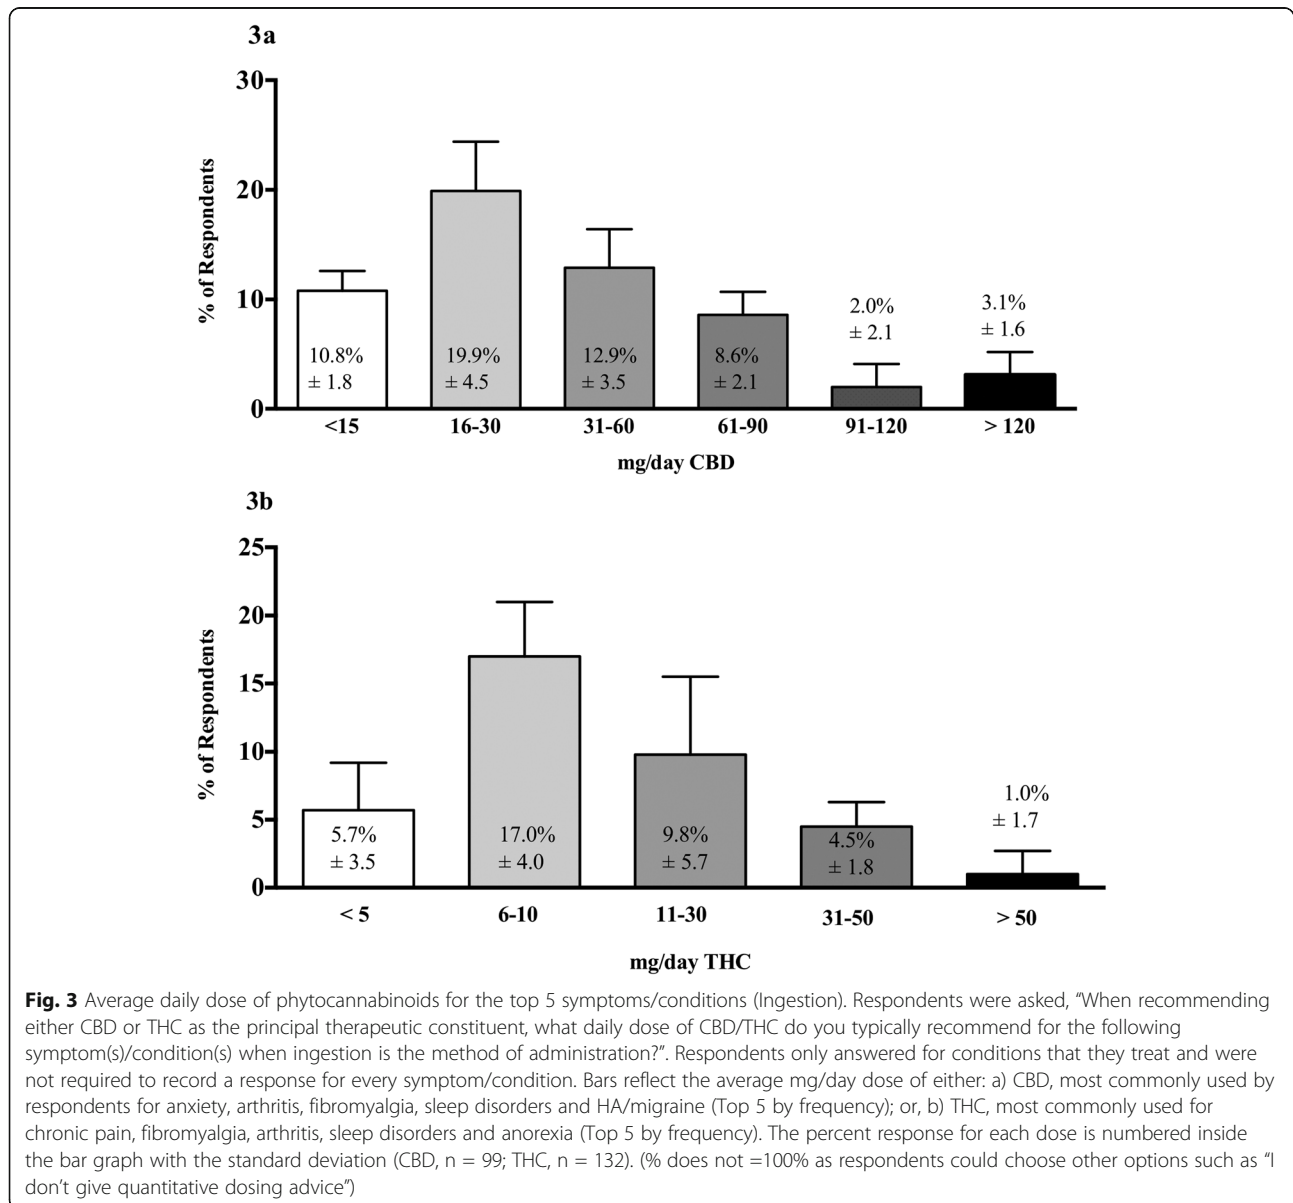 3a
30
20
10
0
% of Respondents
10.8%
± 1.8
19.9%
± 4.5
12.9%
± 3.5
8.6%
± 2.1
2.0%
± 2.1
3.1%
± 1.6
<15 16-30 31-60 61-90 91-120 > 120
mg/day CBD
3b
25
20
15
10
5
0
% of Respondents
5.7%
± 3.5
17.0%
± 4.0
9.8%
± 5.7
4.5%
± 1.8
1.0%
± 1.7
< 5 6-10 11-30 31-50 > 50
mg/day THC
Fig. 3 Average daily dose of phytocannabinoids for the top 5 symptoms/conditions (Ingestion). Respondents were asked, “When recommending
either CBD or THC as the principal therapeutic constituent, what daily dose of CBD/THC do you typically recommend for the following
symptom(s)/condition(s) when ingestion is the method of administration?”. Respondents only answered for conditions that they treat and were
not required to record a response for every symptom/condition. Bars reflect the average mg/day dose of either: a) CBD, most commonly used by
respondents for anxiety, arthritis, fibromyalgia, sleep disorders and HA/migraine (Top 5 by frequency); or, b) THC, most commonly used for
chronic pain, fibromyalgia, arthritis, sleep disorders and anorexia (Top 5 by frequency). The percent response for each dose is numbered inside
the bar graph with the standard deviation (CBD, n = 99; THC, n = 132). (% does not =100% as respondents could choose other options such as “I
don’t give quantitative dosing advice”)